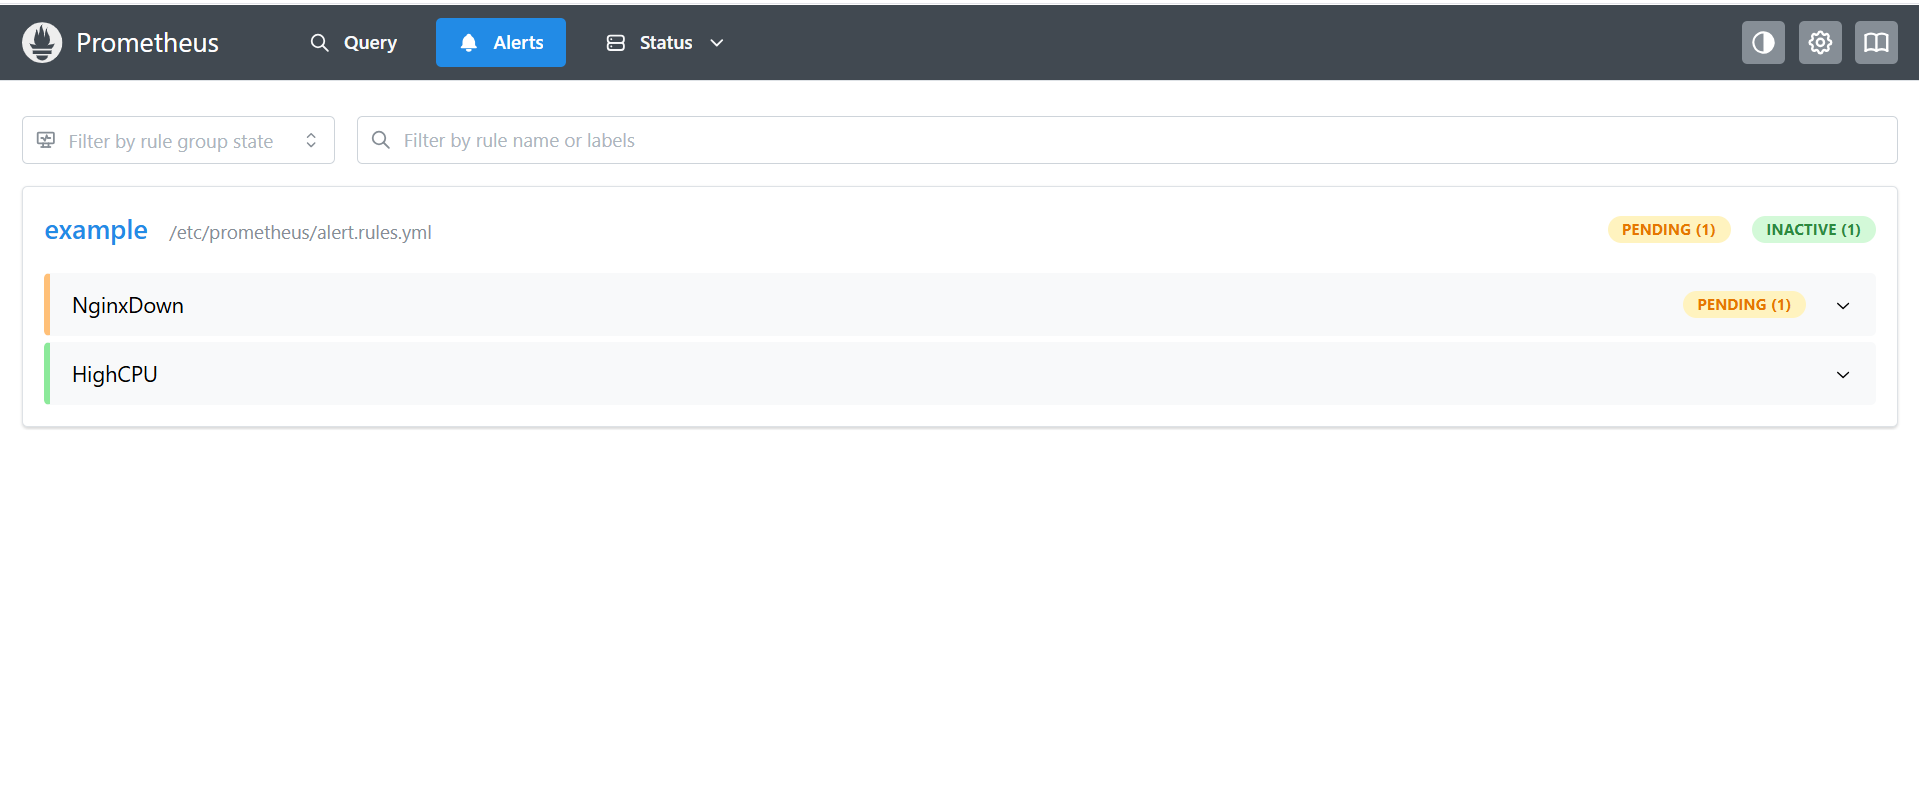 Prometheus Query Alerts Status
Filter by rule group state Filter by rule name or labels
example /etc/prometheus/alert.rules.yml PENDING (1) INACTIVE (1)
NginxDown PENDING (1)
HighCPU